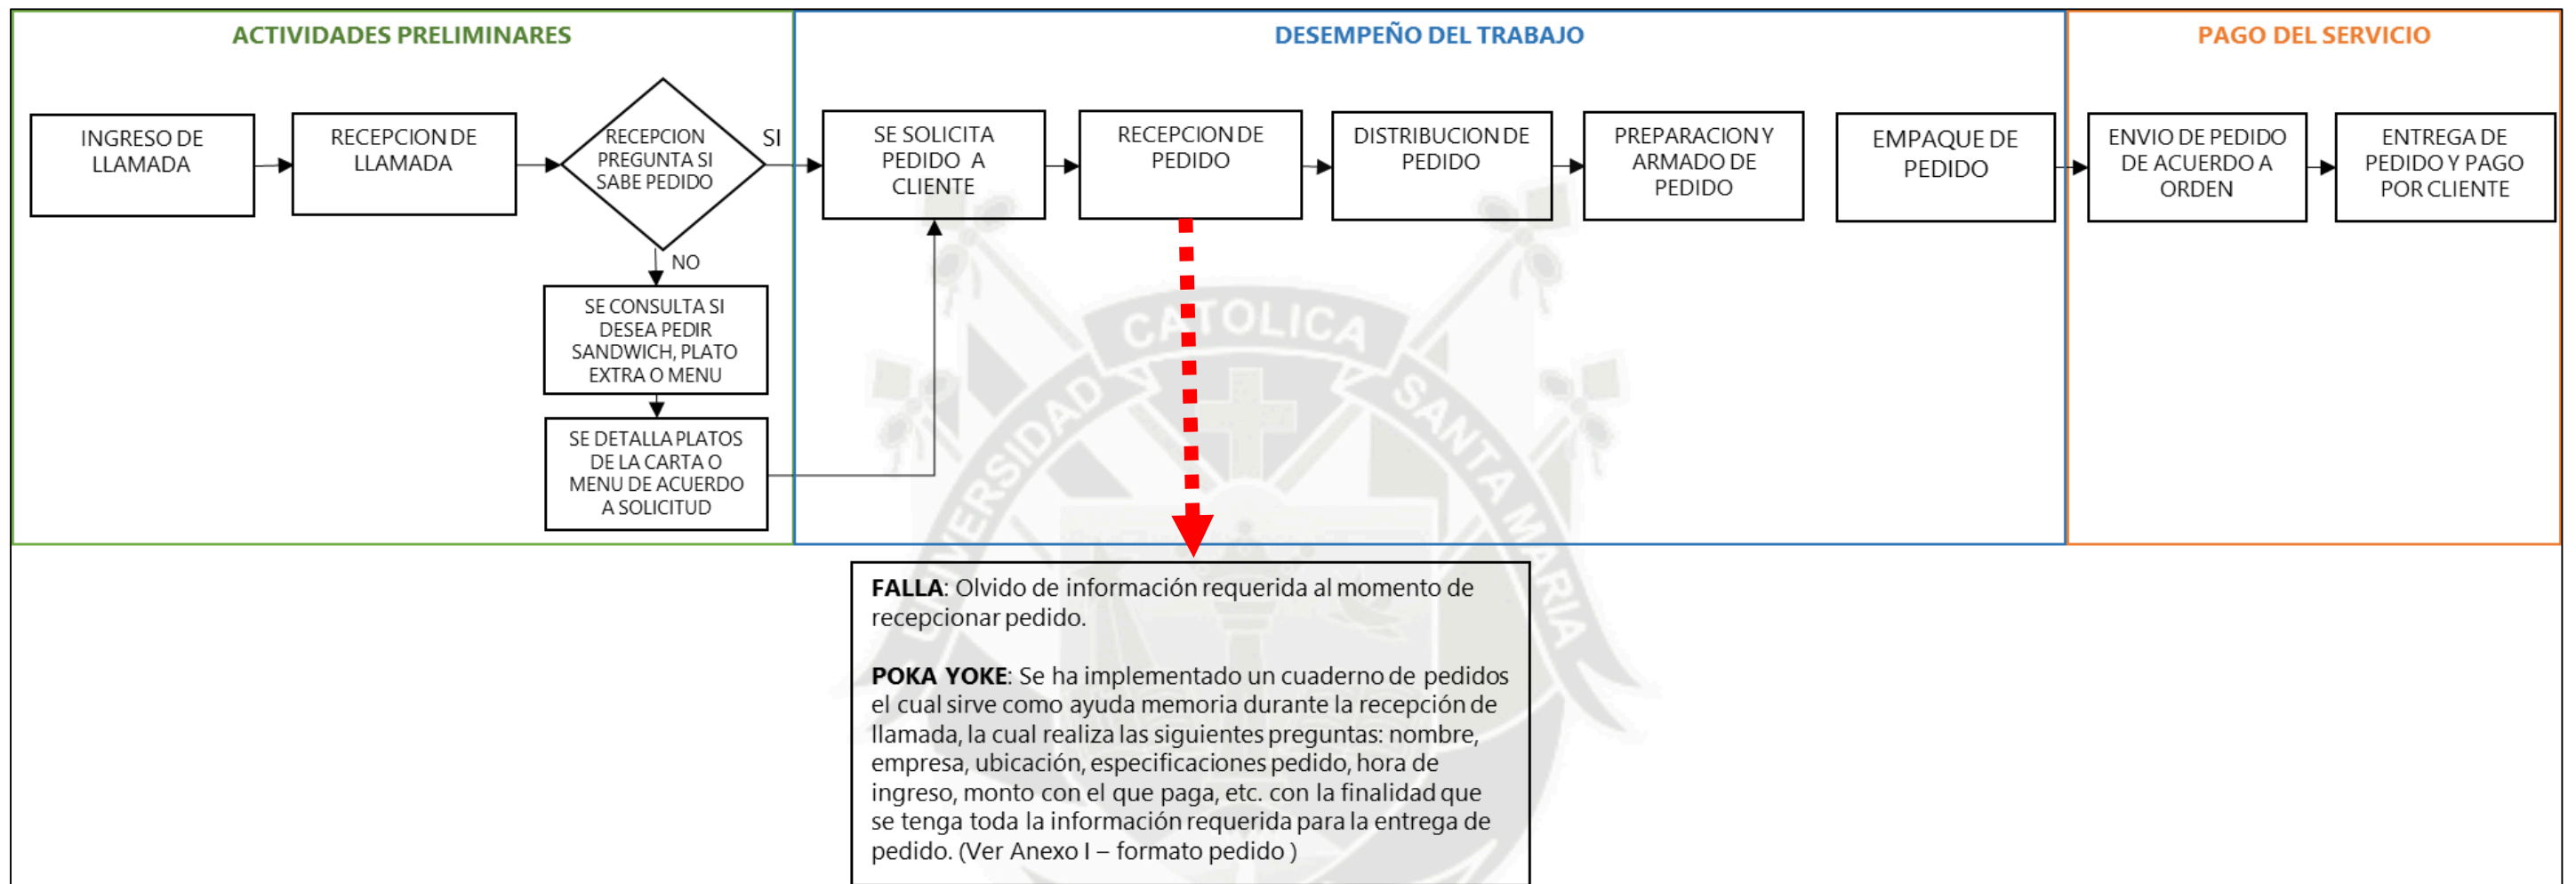 ACTIVIDADES PRELIMINARES
DESEMPEÑO DEL TRABAJO
PAGO DEL SERVICIO
INGRESO DE
LLAMADA
RECEPCION DE
LLAMADA
RECEPCION
PREGUNTA SI
SABE PEDIDO
SI
NO
SE CONSULTA SI
DESEA PEDIR
SANDWICH, PLATO
EXTRA O MENU
SE DETALLA PLATOS
DE LA CARTA O
MENU DE ACUERDO
A SOLICITUD
SE SOLICITA
PEDIDO A
CLIENTE
RECEPCION DE
PEDIDO
DISTRIBUCION DE
PEDIDO
PREPARACION Y
ARMADO DE
PEDIDO
EMPAQUE DE
PEDIDO
ENVIO DE PEDIDO
DE ACUERDO A
ORDEN
ENTREGA DE
PEDIDO Y PAGO
POR CLIENTE
FALLA: Olvido de información requerida al momento de
recepcionar pedido.
POKA YOKE: Se ha implementado un cuaderno de pedidos
el cual sirve como ayuda memoria durante la recepción de
llamada, la cual realiza las siguientes preguntas: nombre,
empresa, ubicación, especificaciones pedido, hora de
ingreso, monto con el que paga, etc. con la finalidad que
se tenga toda la información requerida para la entrega de
pedido. (Ver Anexo I – formato pedido )
UNIVERSIDAD CATOLICA SANTA MARIA